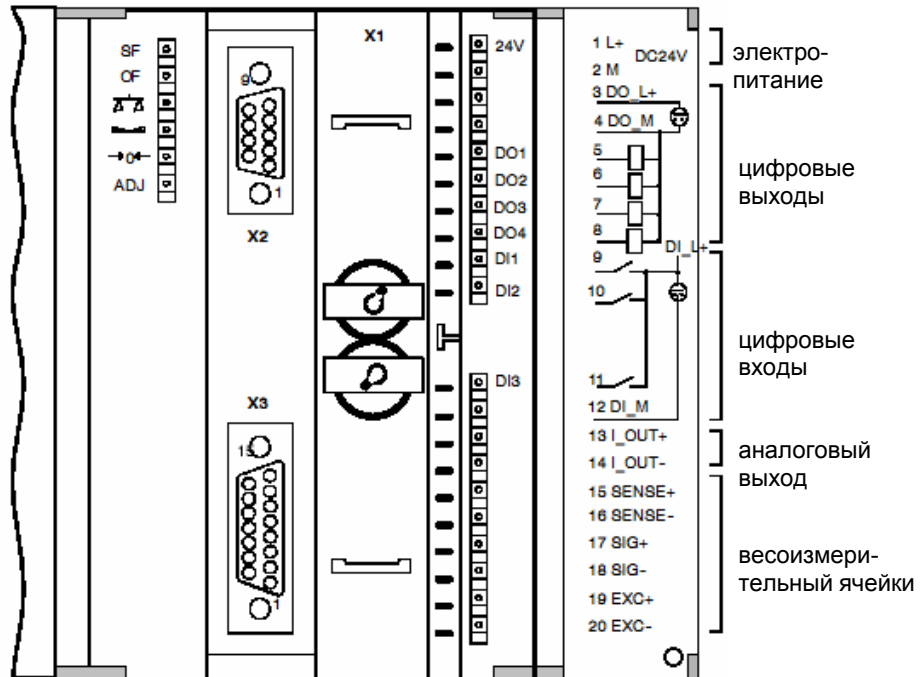 SF
OF
→0←
ADJ
9
1
X2
X3
15
1
X1
24V
DO1
DO2
DO3
DO4
DI1
DI2
DI3
1 L+
DC24V
2 M
3 DO_L+
4 DO_M
5
6
7
8
DI_L+
9
10
11
12 DI_M
13 I_OUT+
14 I_OUT-
15 SENSE+
16 SENSE-
17 SIG+
18 SIG-
19 EXC+
20 EXC-
электро-
питание
цифровые
выходы
цифровые
входы
аналоговый
выход
весоизмери-
тельный ячейки